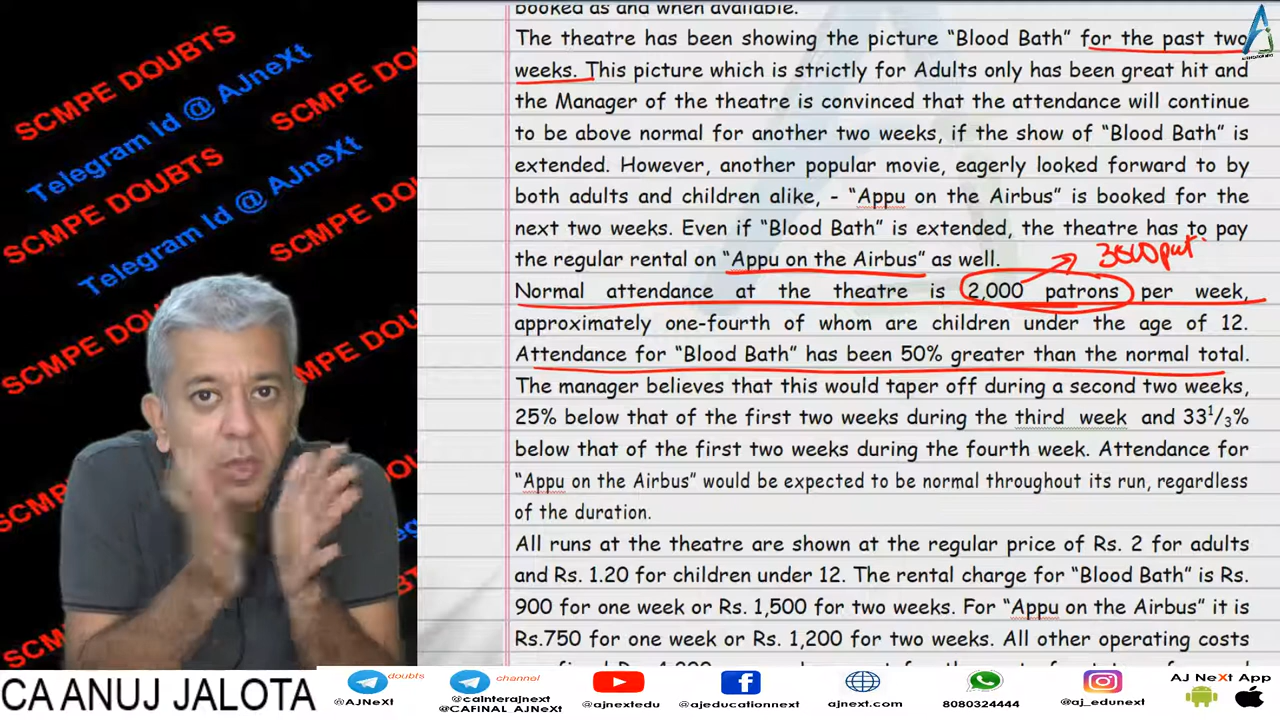 booked as and when available.
The theatre has been showing the picture “Blood Bath” for the past two
weeks. This picture which is strictly for Adults only has been great hit and
the Manager of the theatre is convinced that the attendance will continue
to be above normal for another two weeks, if the show of “Blood Bath” is
extended. However, another popular movie, eagerly looked forward to by
both adults and children alike, - “Appu on the Airbus” is booked for the
next two weeks. Even if “Blood Bath” is extended, the theatre has to pay
the regular rental on “Appu on the Airbus” as well.
Normal attendance at the theatre is 2,000 patrons per week,
approximately one-fourth of whom are children under the age of 12.
Attendance for “Blood Bath” has been 50% greater than the normal total.
The manager believes that this would taper off during a second two weeks,
25% below that of the first two weeks during the third week and 33¹/₃%
below that of the first two weeks during the fourth week. Attendance for
“Appu on the Airbus” would be expected to be normal throughout its run, regardless
of the duration.
All runs at the theatre are shown at the regular price of Rs. 2 for adults
and Rs. 1.20 for children under 12. The rental charge for “Blood Bath” is Rs.
900 for one week or Rs. 1,500 for two weeks. For “Appu on the Airbus” it is
Rs.750 for one week or Rs. 1,200 for two weeks. All other operating costs
SCMPE DOUBTS
Telegram Id @ AJneXt
SCMPE DOUBTS
SCMPE DOUBTS
Telegram Id @ AJneXt
SCMPE DOUBTS
SCMPE DOUBTS
CA ANUJ JALOTA
doubts
@AJNeXt
channel
@cainterajnext
@CAFINAL_AJNeXt
@ajnextedu
@ajeducationnext
ajnext.com
8080324444
@aj_edunext
AJ NeXt App